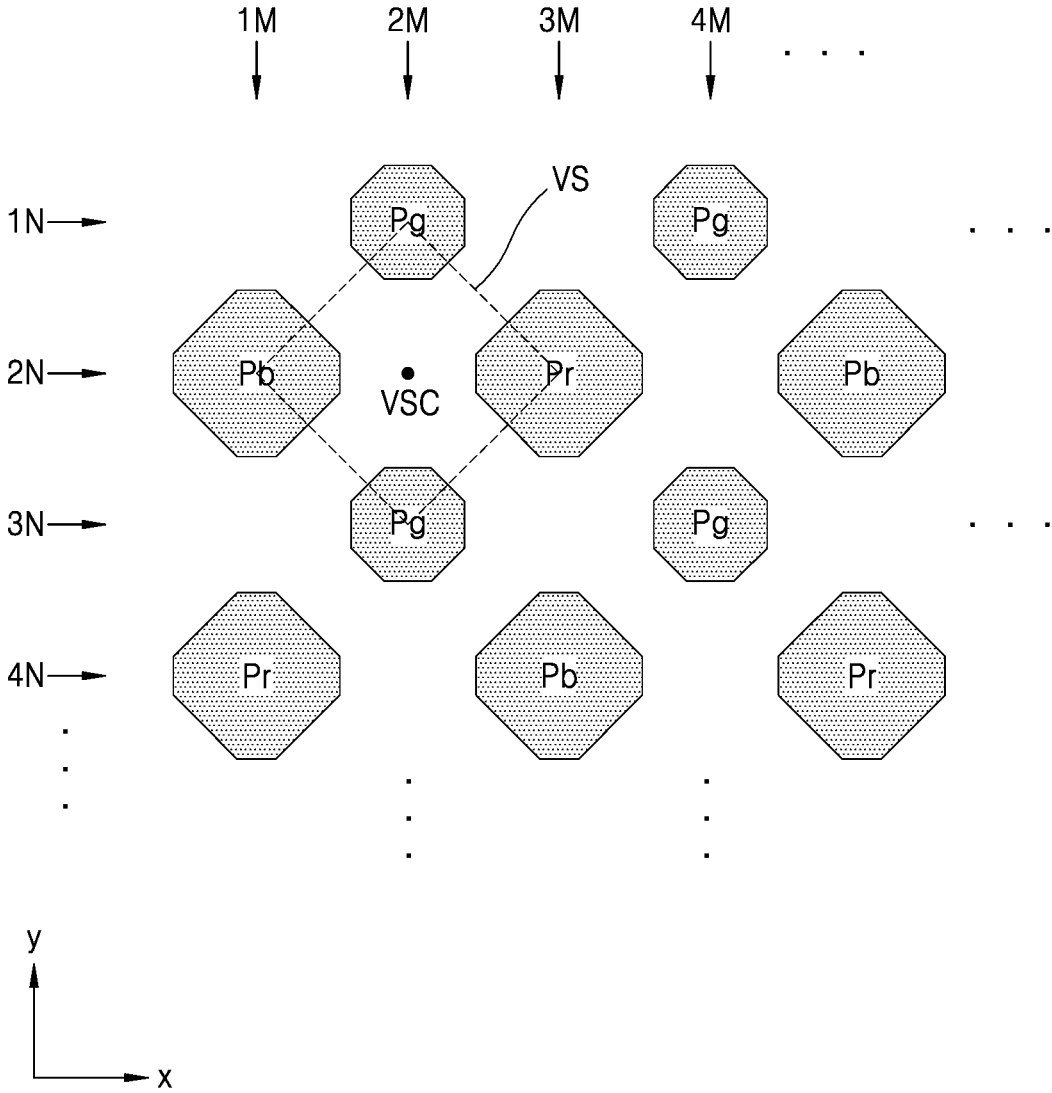 1M 2M 3M 4M . . .
VS
1N Pg Pg . . .
2N Pb Pr Pb
VSC
3N Pg Pg . . .
4N Pr Pb Pr
y
x